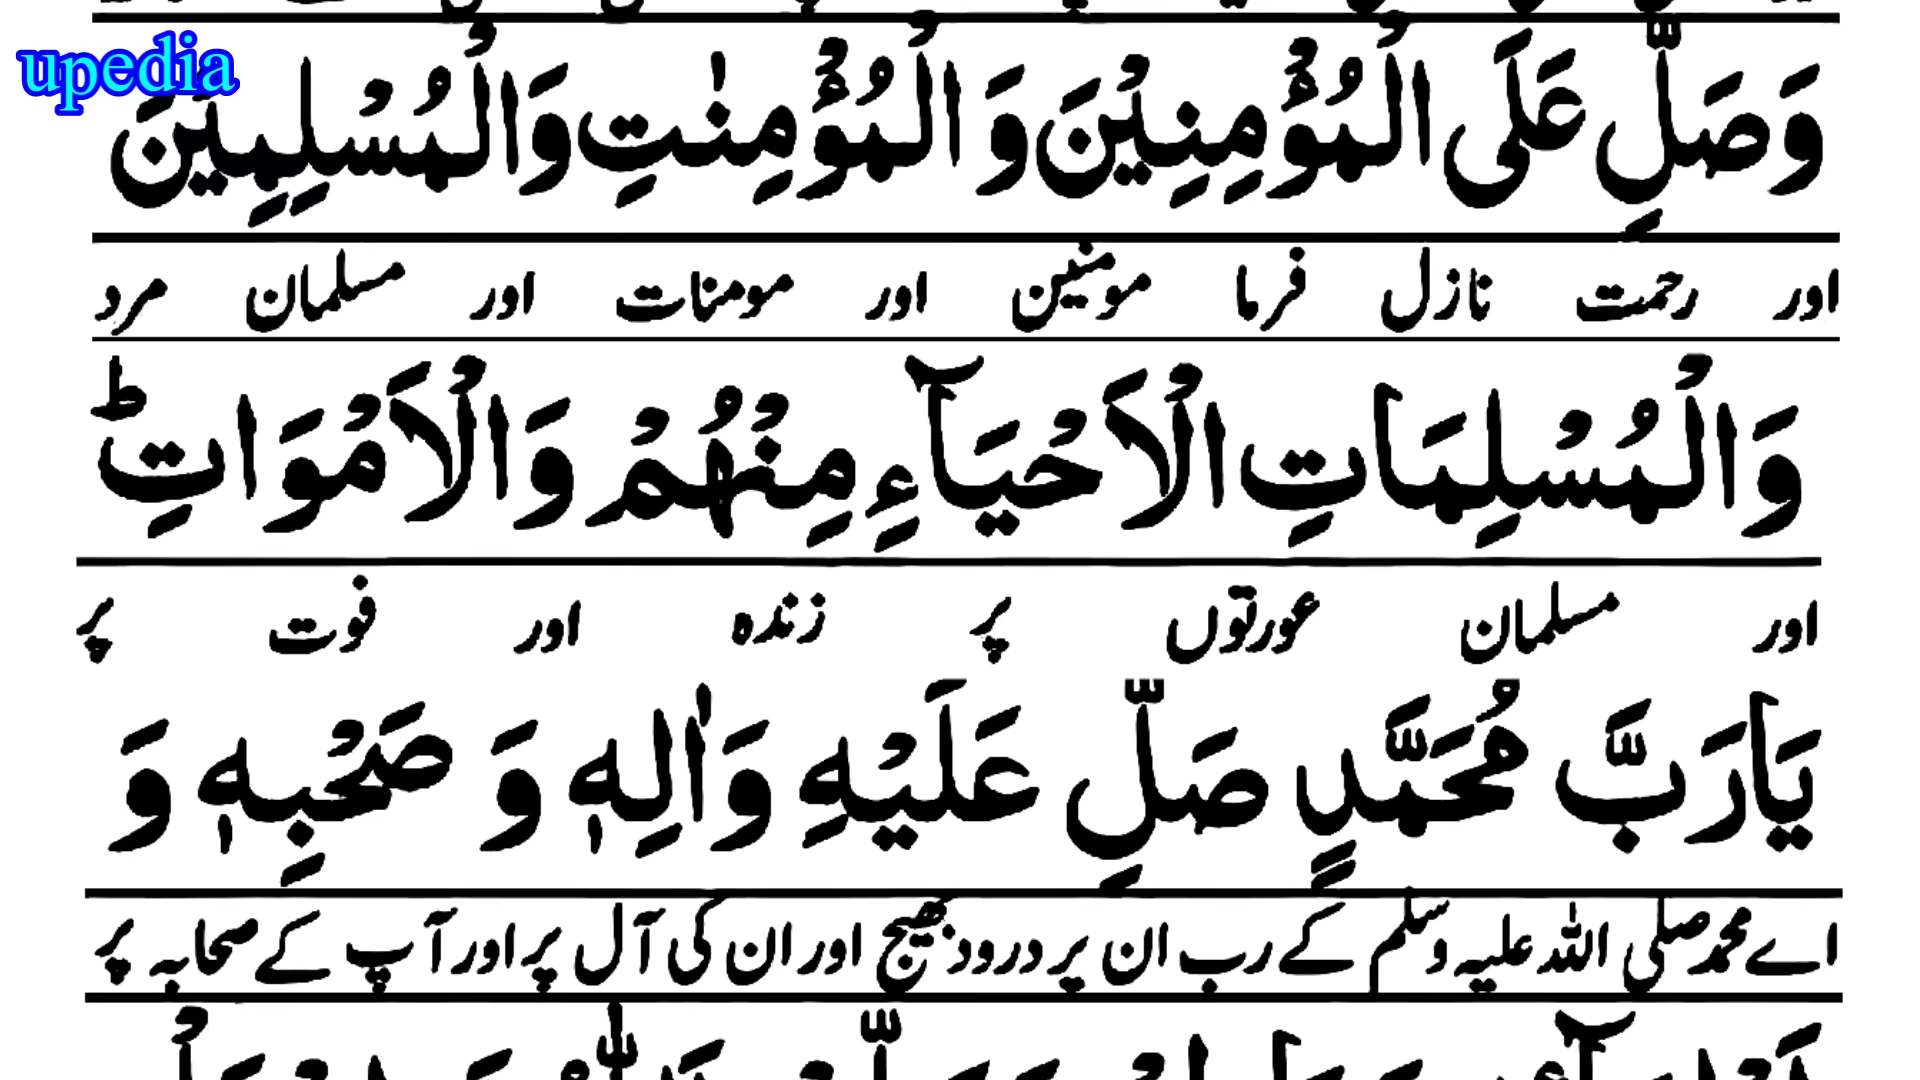 upedia
وَصَلِّ عَلَى الْمُؤْمِنِيْنَ وَ الْمُؤْمِنٰتِ وَالْمُسْلِمِيْنَ
اور رحمت نازل فرما مومنین اور مومنات اور مسلمان مرد
وَالْمُسْلِمَاتِ الْاَحْيَآءِ مِنْهُمْ وَالْاَمْوَاتِؕ
اور مسلمان عورتوں پر زندہ اور فوت پر
يَارَبَّ مُحَمَّدٍ صَلِّ عَلَيْهِ وَاٰلِهٖ وَ صَحْبِهٖ وَ
اے محمد صلی اللہ علیہ وسلم کے رب ان پر درود بھیج اور ان کی آل پر اور آپ کے صحابہ پر